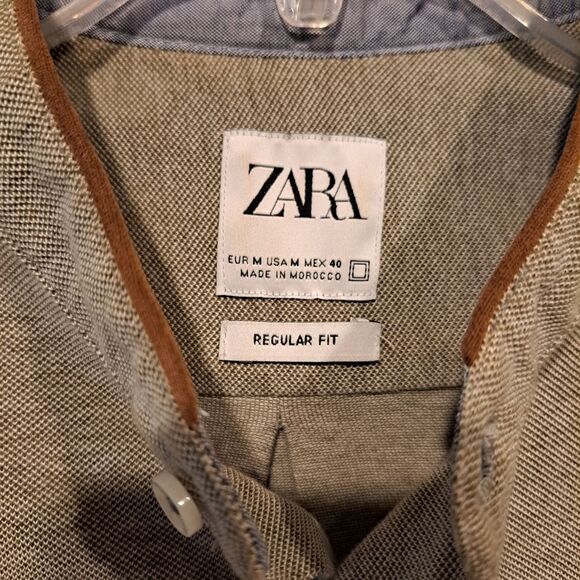 ZARA
EUR M USA M MEX 40
MADE IN MOROCCO
REGULAR FIT